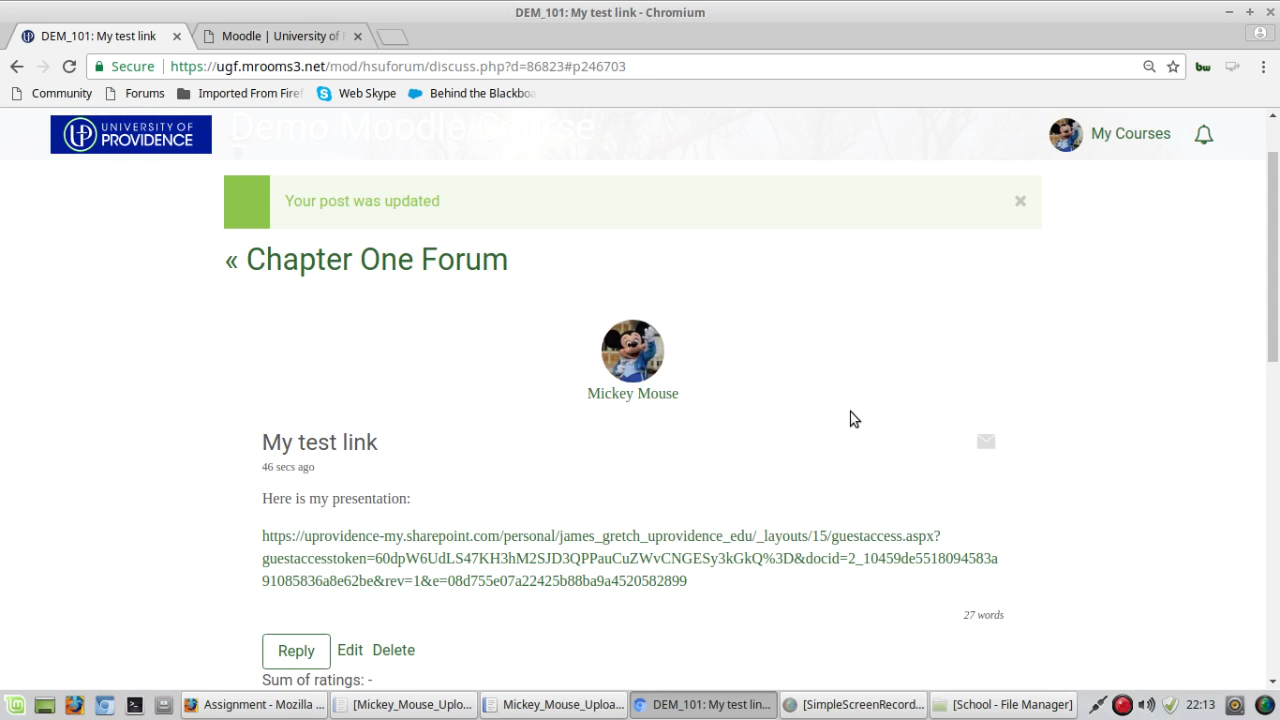 DEM_101: My test link - Chromium
DEM_101: My test link
Moodle | University of
Secure
https://ugf.mrooms3.net/mod/hsuforum/discuss.php?d=86823#p246703
bw
Community
Forums
Imported From Firef
Web Skype
Behind the Blackboa
UP UNIVERSITY OF
PROVIDENCE
Demo Moodle Course
My Courses
Your post was updated
« Chapter One Forum
Mickey Mouse
My test link
46 secs ago
Here is my presentation:
https://uprovidence-my.sharepoint.com/personal/james_gretch_uprovidence_edu/_layouts/15/guestaccess.aspx?
guestaccesstoken=60dpW6UdLS47KH3hM2SJD3QPPauCuZWvCNGESy3kGkQ%3D&docid=2_10459de5518094583a
91085836a8e62be&rev=1&e=08d755e07a22425b88ba9a4520582899
27 words
Reply
Edit
Delete
Sum of ratings: -
Assignment - Mozilla ...
[Mickey_Mouse_Uplo...
Mickey_Mouse_Uploa...
DEM_101: My test lin...
[SimpleScreenRecord...
[School - File Manager]
22:13